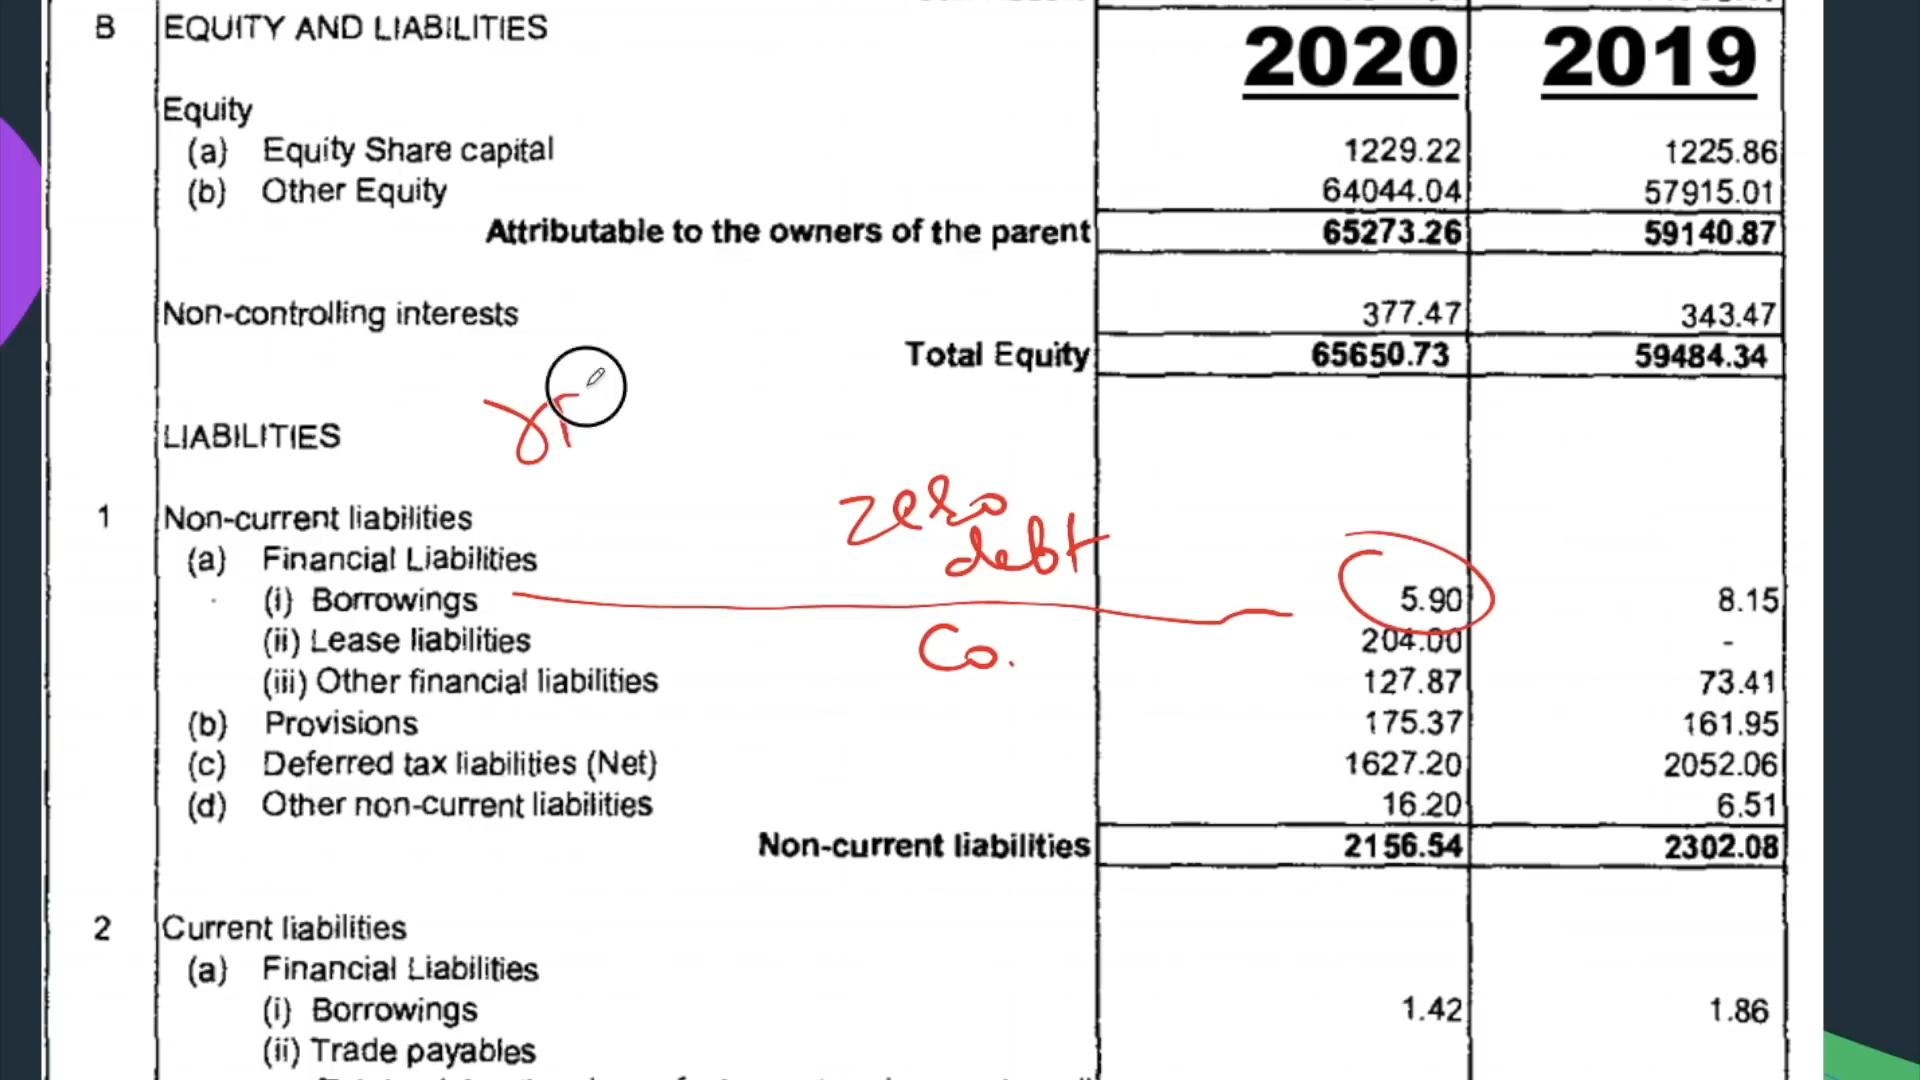 B EQUITY AND LIABILITIES 2020 2019
Equity
(a) Equity Share capital 1229.22 1225.86
(b) Other Equity 64044.04 57915.01
Attributable to the owners of the parent 65273.26 59140.87
Non-controlling interests 377.47 343.47
Total Equity 65650.73 59484.34
LIABILITIES
1 Non-current liabilities
zero
debt
Co.
(a) Financial Liabilities
(i) Borrowings 5.90 8.15
(ii) Lease liabilities 204.00 -
(iii) Other financial liabilities 127.87 73.41
(b) Provisions 175.37 161.95
(c) Deferred tax liabilities (Net) 1627.20 2052.06
(d) Other non-current liabilities 16.20 6.51
Non-current liabilities 2156.54 2302.08
2 Current liabilities
(a) Financial Liabilities
(i) Borrowings 1.42 1.86
(ii) Trade payables